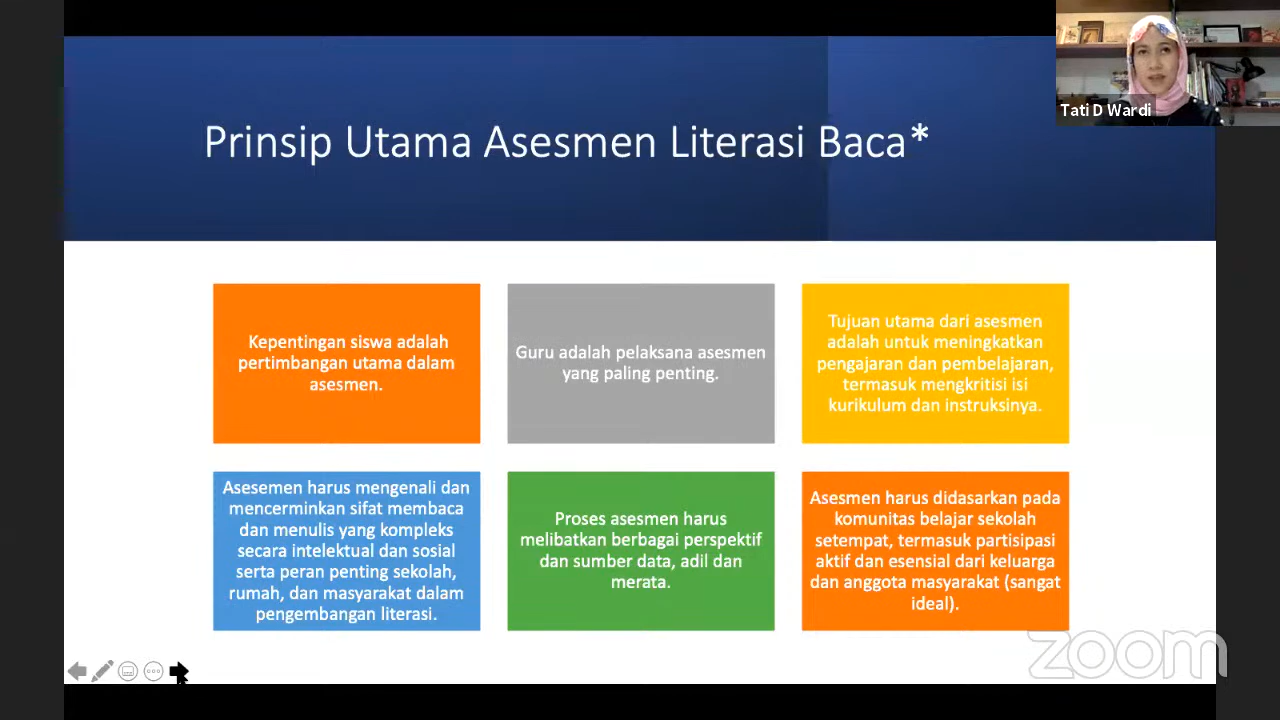 Tati D Wardi
Prinsip Utama Asesmen Literasi Baca*
Kepentingan siswa adalah
pertimbangan utama dalam
asesmen.
Guru adalah pelaksana asesmen
yang paling penting.
Tujuan utama dari asesmen
adalah untuk meningkatkan
pengajaran dan pembelajaran,
termasuk mengkritisi isi
kurikulum dan instruksinya.
Asesemen harus mengenali dan
mencerminkan sifat membaca
dan menulis yang kompleks
secara intelektual dan sosial
serta peran penting sekolah,
rumah, dan masyarakat dalam
pengembangan literasi.
Proses asesmen harus
melibatkan berbagai perspektif
dan sumber data, adil dan
merata.
Asesmen harus didasarkan pada
komunitas belajar sekolah
setempat, termasuk partisipasi
aktif dan esensial dari keluarga
dan anggota masyarakat (sangat
ideal).
zoom